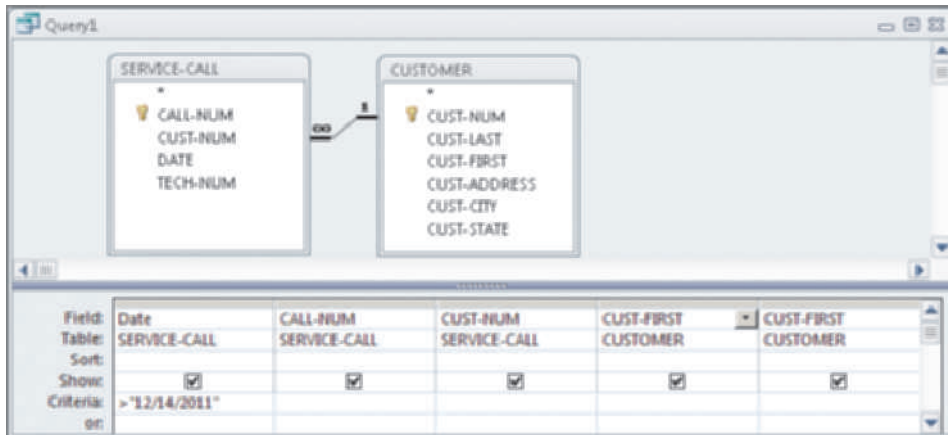 Query1
SERVICE-CALL
*
CALL-NUM
CUST-NUM
DATE
TECH-NUM
∞ 1
CUSTOMER
*
CUST-NUM
CUST-LAST
CUST-FIRST
CUST-ADDRESS
CUST-CITY
CUST-STATE
Field: Date CALL-NUM CUST-NUM CUST-FIRST CUST-FIRST
Table: SERVICE-CALL SERVICE-CALL SERVICE-CALL CUSTOMER CUSTOMER
Sort:
Show:
Criteria: >"12/14/2011"
or: